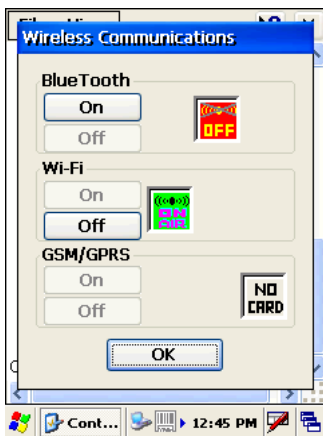 Wireless Communications
BlueTooth
On
OFF
Off
Wi-Fi
On
ON
AIR
Off
GSM/GPRS
On
NO
CARD
Off
OK
Cont... 12:45 PM